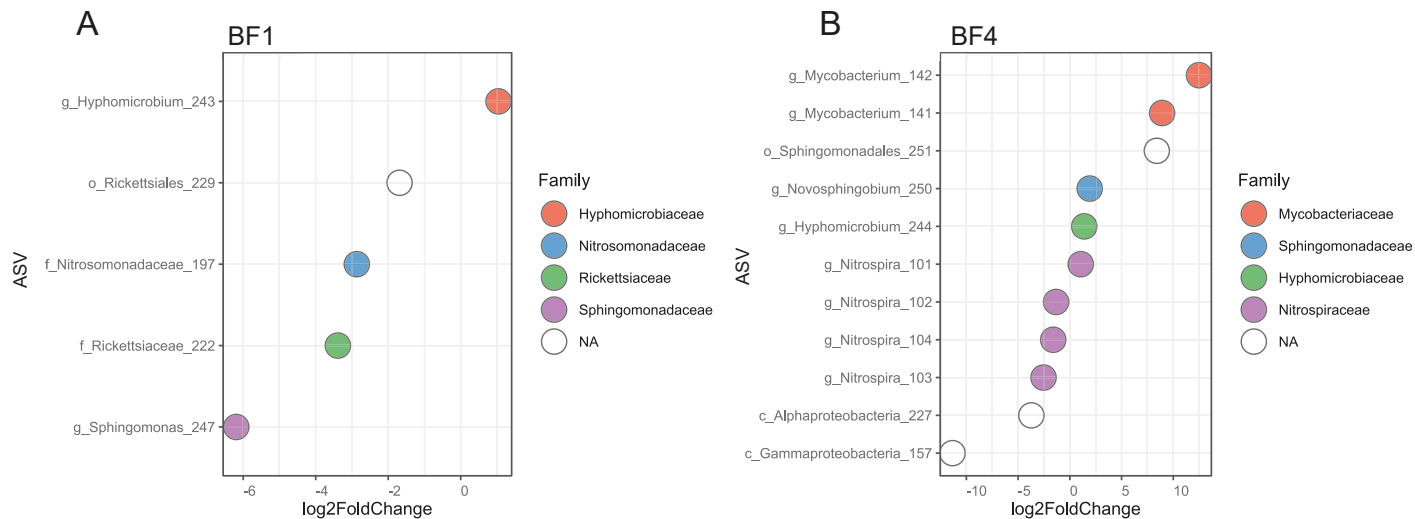 A
BF1
g_Hyphomicrobium_243
o_Rickettsiales_229
f_Nitrosomonadaceae_197
f_Rickettsiaceae_222
g_Sphingomonas_247
ASV
-6 -4 -2 0
log2FoldChange
Family
Hyphomicrobiaceae
Nitrosomonadaceae
Rickettsiaceae
Sphingomonadaceae
NA
B
BF4
g_Mycobacterium_142
g_Mycobacterium_141
o_Sphingomonadales_251
g_Novosphingobium_250
g_Hyphomicrobium_244
g_Nitrospira_101
g_Nitrospira_102
g_Nitrospira_104
g_Nitrospira_103
c_Alphaproteobacteria_227
c_Gammaproteobacteria_157
ASV
-10 -5 0 5 10
log2FoldChange
Family
Mycobacteriaceae
Sphingomonadaceae
Hyphomicrobiaceae
Nitrospiraceae
NA